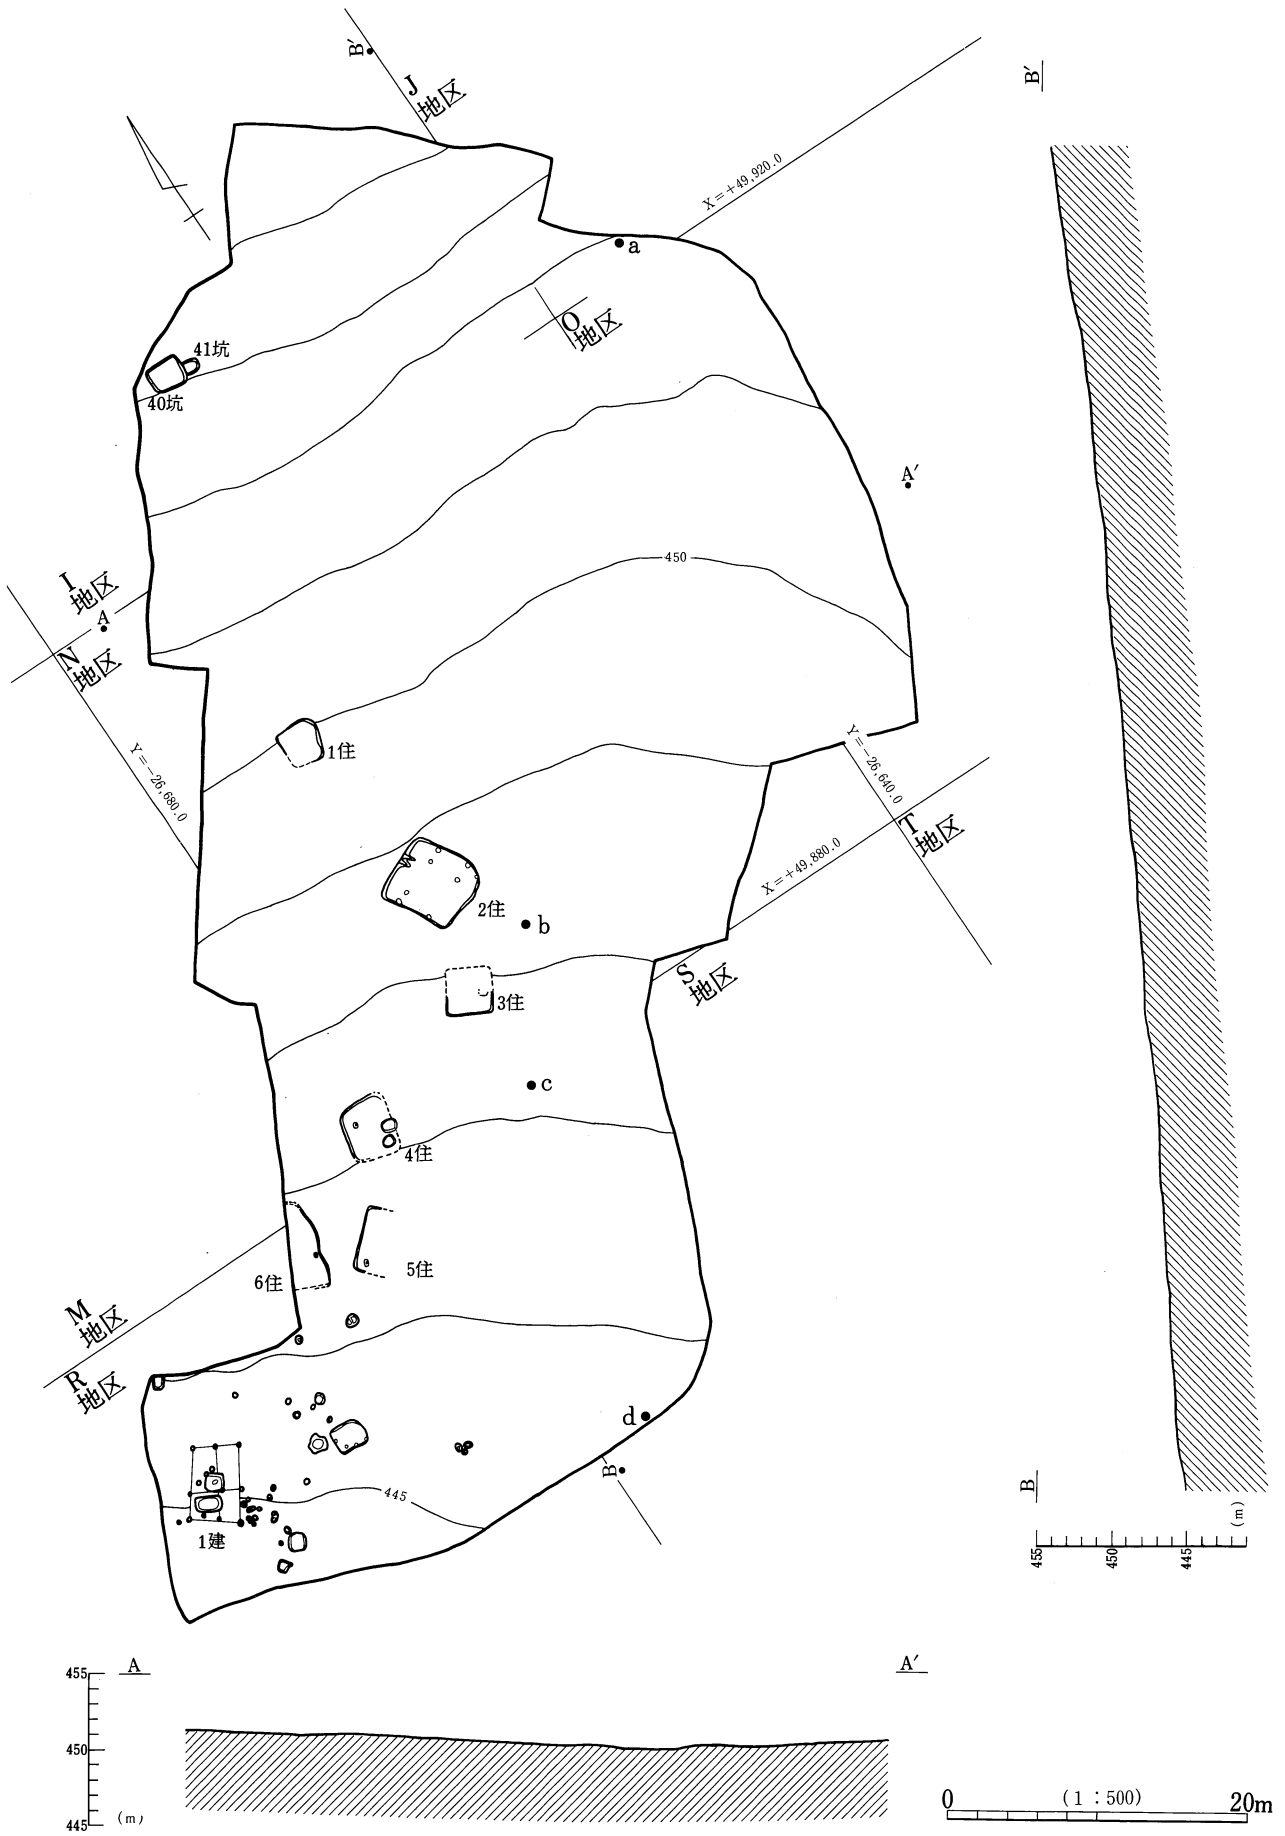 B′
J
地区
B′
X＝+49,920.0
a
O
地区
41坑
40坑
A′
450
I
地区
A
N
地区
1住
Y＝−26,680.0
Y＝−26,640.0
T
地区
X＝+49,880.0
2住
b
S
地区
3住
c
4住
5住
6住
M
地区
R
地区
d
B
B
445
1建
(m)
455
450
445
A
A′
455
450
445
(m)
0
(1：500)
20m